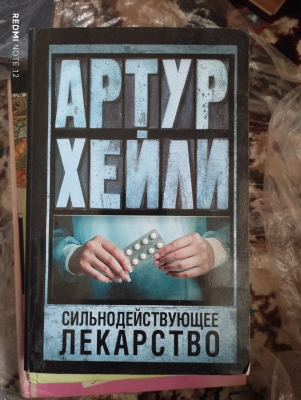 REDMI NOTE 12
АРТУР
ХЕЙЛИ
СИЛЬНОДЕЙСТВУЮЩЕЕ
ЛЕКАРСТВО